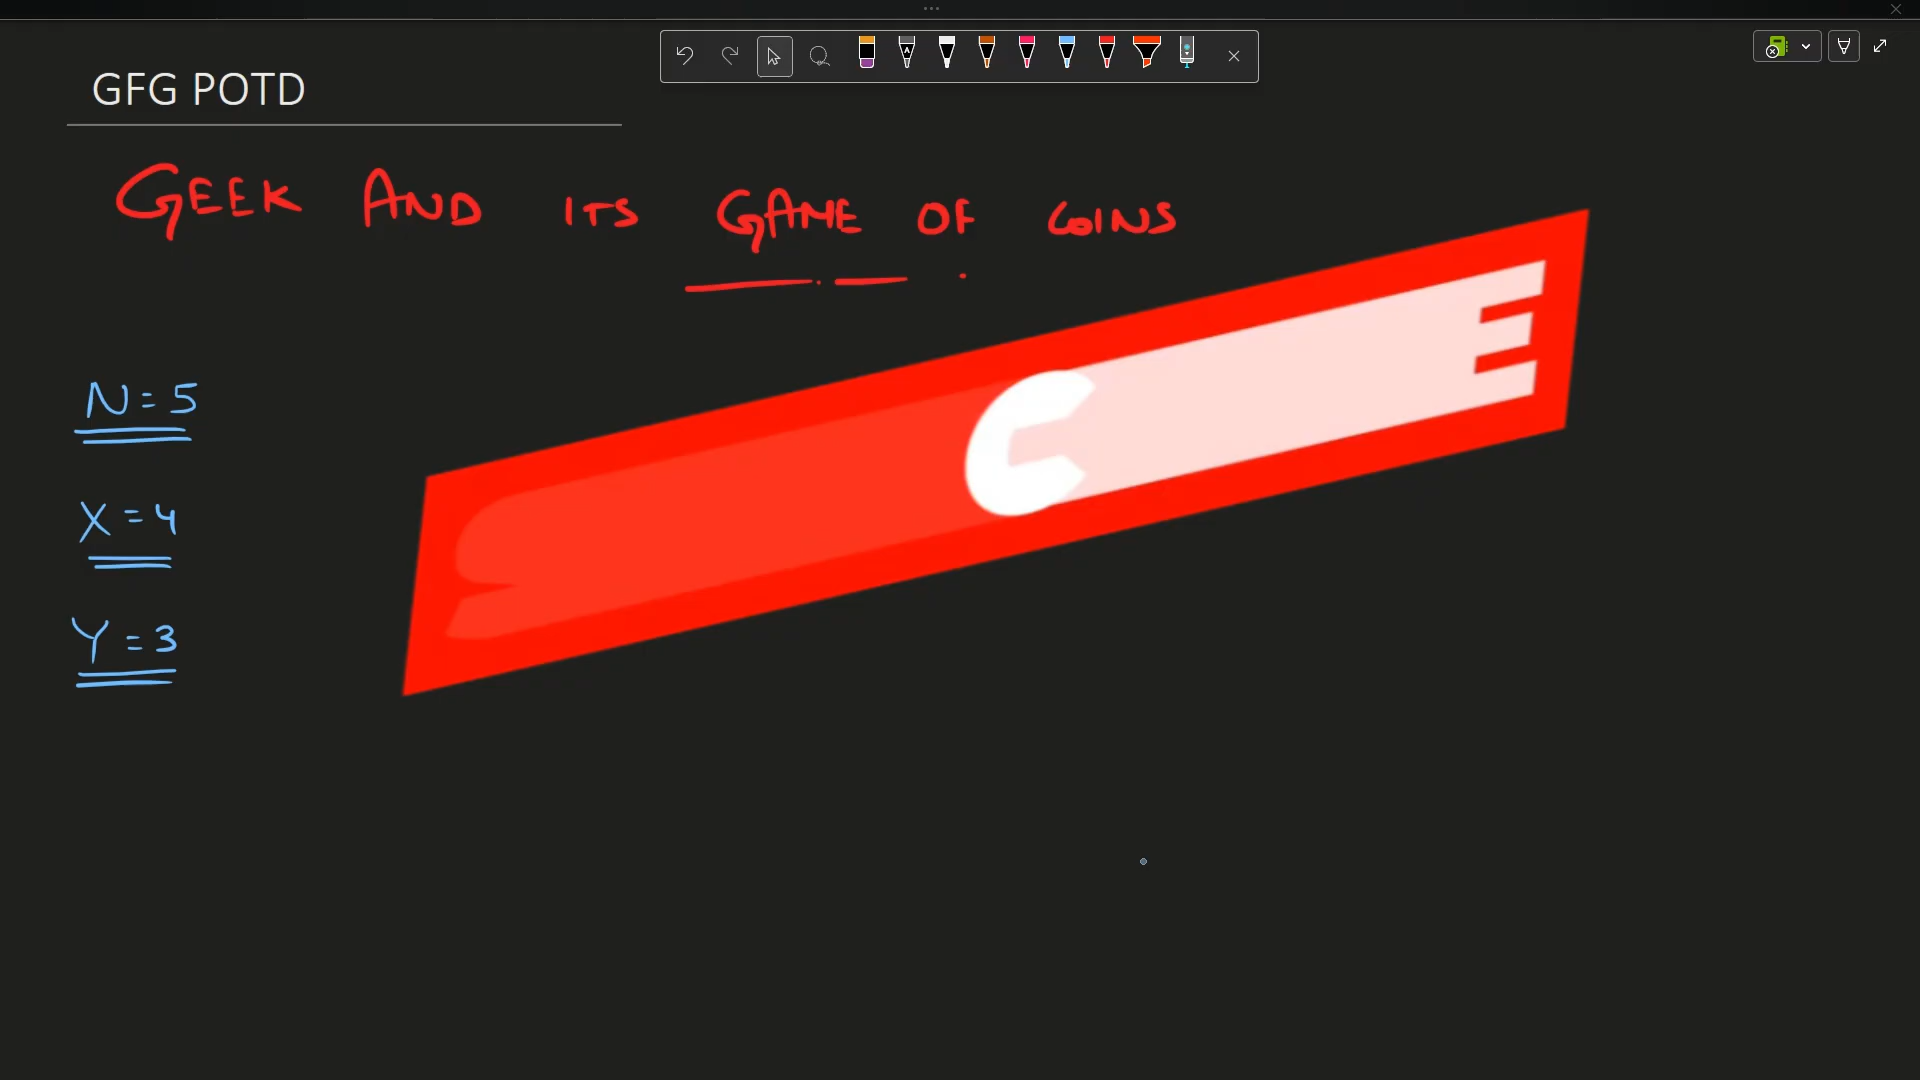 GFG POTD
GEEK AND ITS GAME OF COINS
N = 5
X = 4
Y = 3